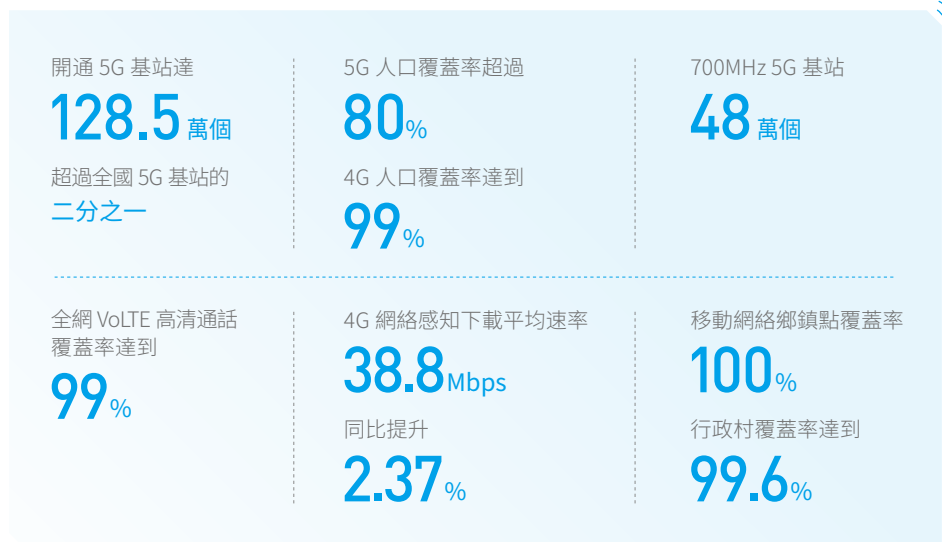 開通 5G 基站達
128.5 萬個
超過全國 5G 基站的
二分之一
5G 人口覆蓋率超過
80%
4G 人口覆蓋率達到
99%
700MHz 5G 基站
48 萬個
全網 VoLTE 高清通話
覆蓋率達到
99%
4G 網絡感知下載平均速率
38.8Mbps
同比提升
2.37%
移動網絡鄉鎮點覆蓋率
100%
行政村覆蓋率達到
99.6%